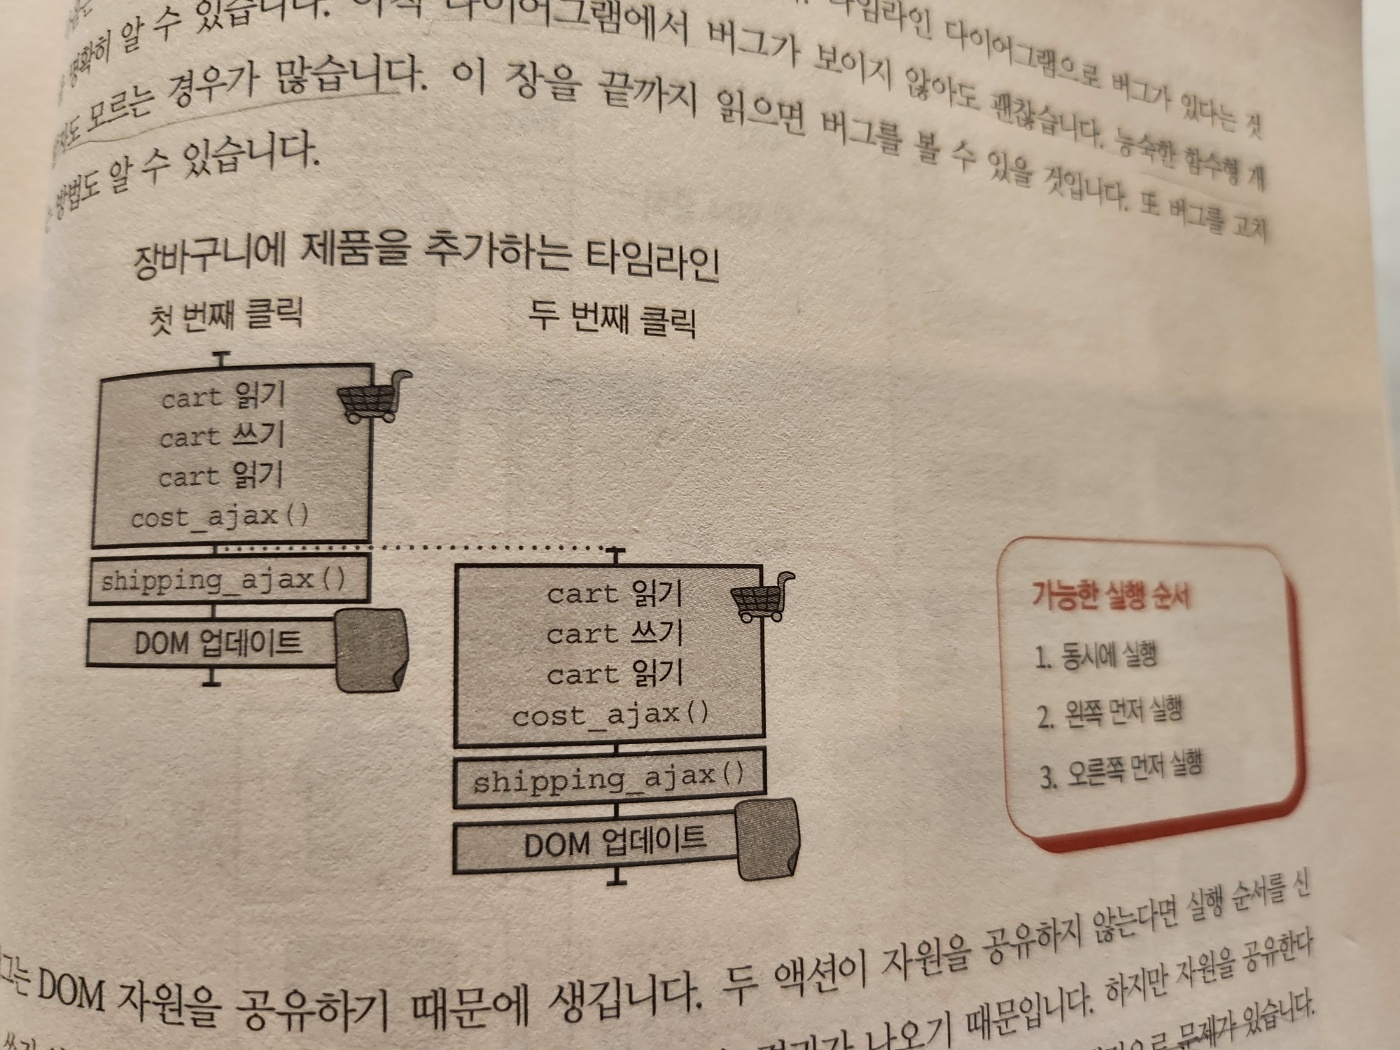 수 있습니다. 아직 다이어그램에서 버그가 보이지 않아도 괜찮습니다. 능숙한 함수형 개
모르는 경우가 많습니다. 이 장을 끝까지 읽으면 버그를 볼 수 있을 것입니다. 또 버그를 고치
방법도 알 수 있습니다.
타임라인 다이어그램으로 버그가 있다는 것
명확히 알
장바구니에 제품을 추가하는 타임라인
첫 번째 클릭
두 번째 클릭
cart 읽기
cart 쓰기
cart 읽기
cost_ajax()
shipping_ajax()
DOM 업데이트
cart 읽기
cart 쓰기
cart 읽기
cost_ajax()
shipping_ajax()
DOM 업데이트
가능한 실행 순서
1. 동시에 실행
2. 왼쪽 먼저 실행
3. 오른쪽 먼저 실행
DOM 자원을 공유하기 때문에 생깁니다. 두 액션이 자원을 공유하지 않는다면 실행 순서를 신
나오기 때문입니다. 하지만 자원을 공유한다
문제가 있습니다.